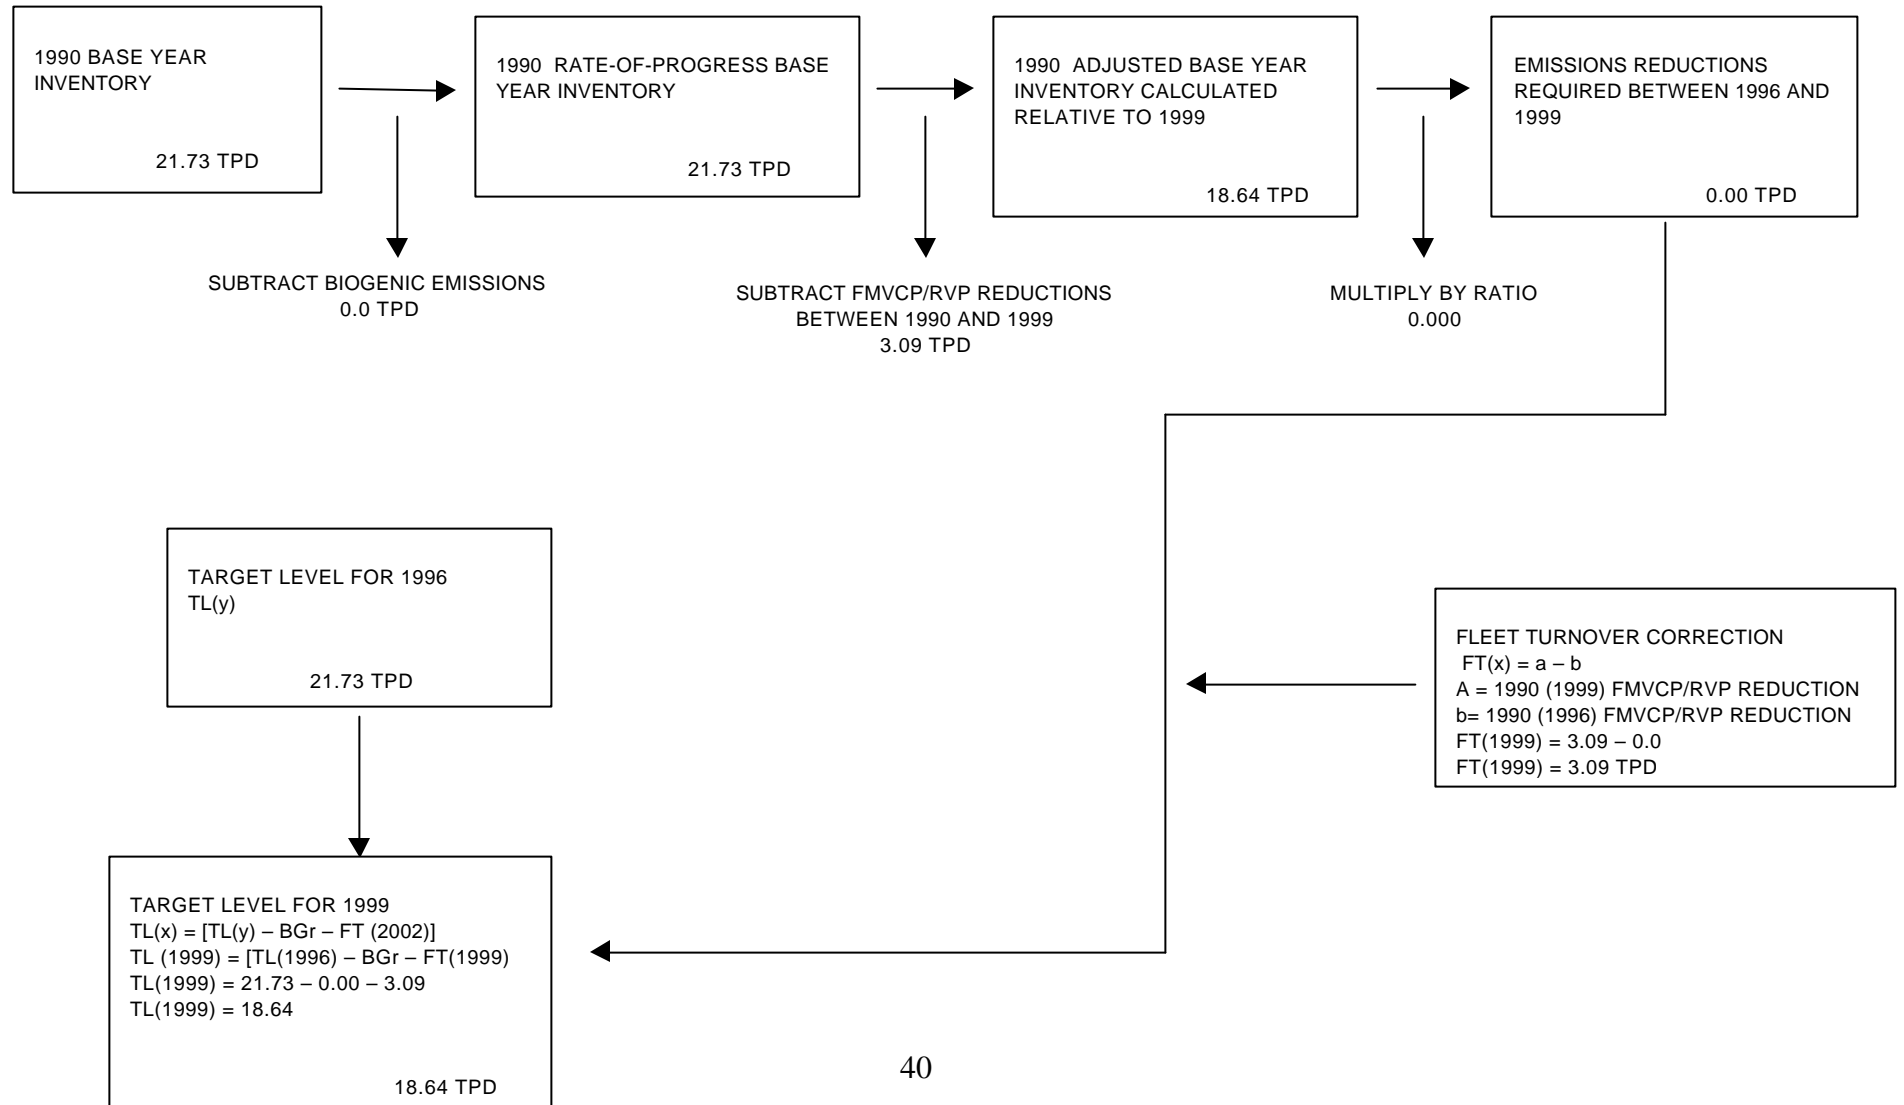 1990 BASE YEAR
INVENTORY
21.73 TPD
1990 RATE-OF-PROGRESS BASE
YEAR INVENTORY
21.73 TPD
1990 ADJUSTED BASE YEAR
INVENTORY CALCULATED
RELATIVE TO 1999
18.64 TPD
EMISSIONS REDUCTIONS
REQUIRED BETWEEN 1996 AND
1999
0.00 TPD
SUBTRACT BIOGENIC EMISSIONS
0.0 TPD
SUBTRACT FMVCP/RVP REDUCTIONS
BETWEEN 1990 AND 1999
3.09 TPD
MULTIPLY BY RATIO
0.000
TARGET LEVEL FOR 1996
TL(y)
21.73 TPD
FLEET TURNOVER CORRECTION
FT(x) = a – b
A = 1990 (1999) FMVCP/RVP REDUCTION
b= 1990 (1996) FMVCP/RVP REDUCTION
FT(1999) = 3.09 – 0.0
FT(1999) = 3.09 TPD
TARGET LEVEL FOR 1999
TL(x) = [TL(y) – BGr – FT (2002)]
TL (1999) = [TL(1996) – BGr – FT(1999)
TL(1999) = 21.73 – 0.00 – 3.09
TL(1999) = 18.64
18.64 TPD
40